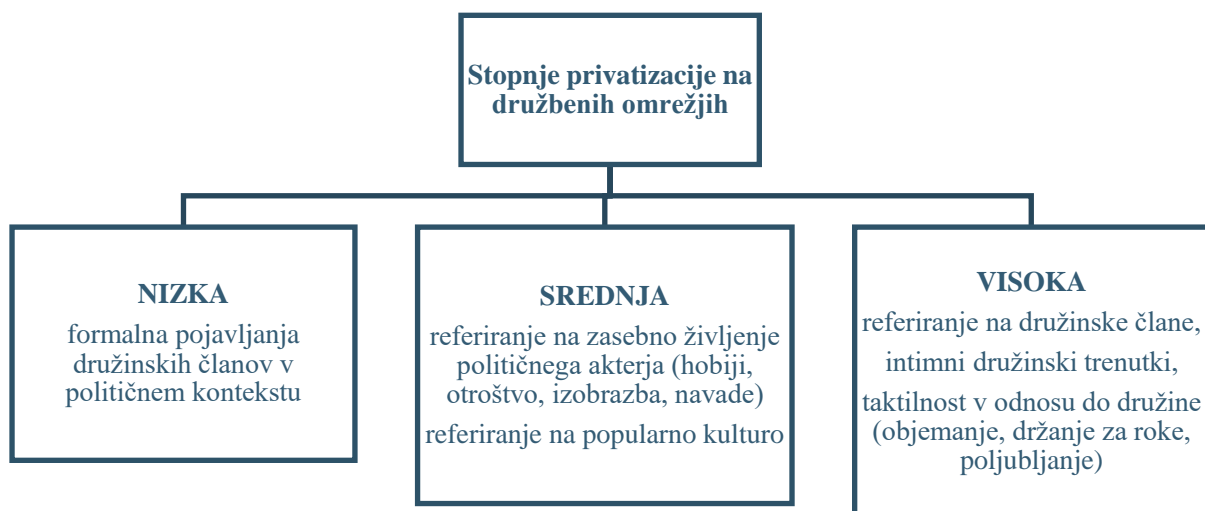 Stopnje privatizacije na
družbenih omrežjih
NIZKA
formalna pojavljanja
družinskih članov v
političnem kontekstu
SREDNJA
referiranje na zasebno življenje
političnega akterja (hobiji,
otroštvo, izobrazba, navade)
referiranje na popularno kulturo
VISOKA
referiranje na družinske člane,
intimni družinski trenutki,
taktilnost v odnosu do družine
(objemanje, držanje za roke,
poljubljanje)